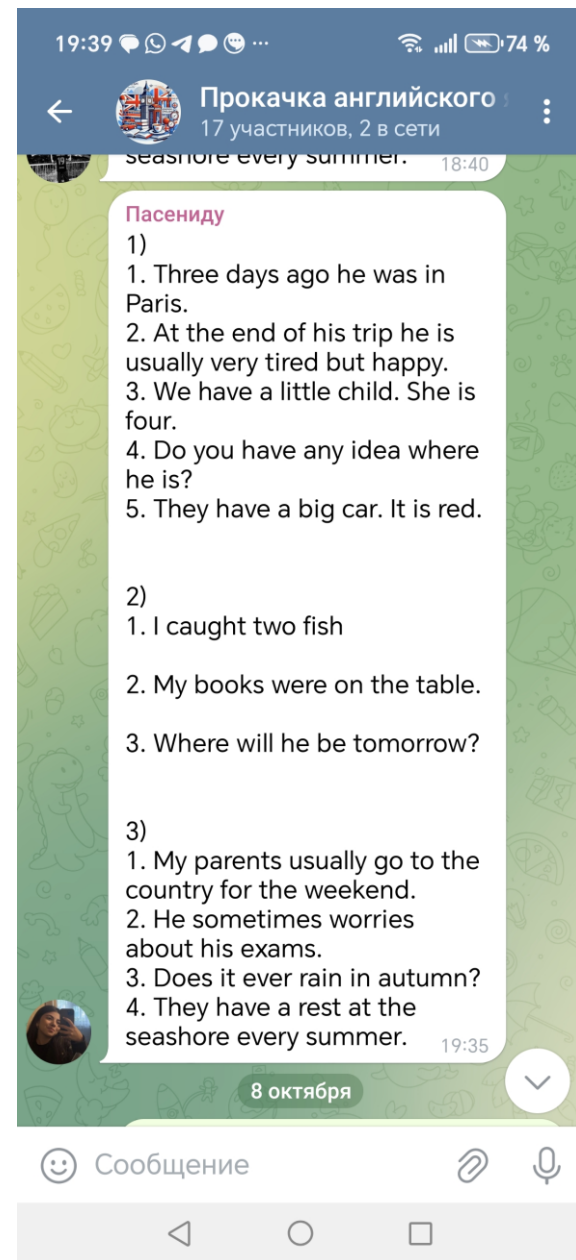 19:39 ... 74 %
Прокачка английского
17 участников, 2 в сети
seashore every summer. 18:40
Пасениду
1)
1. Three days ago he was in
Paris.
2. At the end of his trip he is
usually very tired but happy.
3. We have a little child. She is
four.
4. Do you have any idea where
he is?
5. They have a big car. It is red.
2)
1. I caught two fish
2. My books were on the table.
3. Where will he be tomorrow?
3)
1. My parents usually go to the
country for the weekend.
2. He sometimes worries
about his exams.
3. Does it ever rain in autumn?
4. They have a rest at the
seashore every summer. 19:35
8 октября
Сообщение